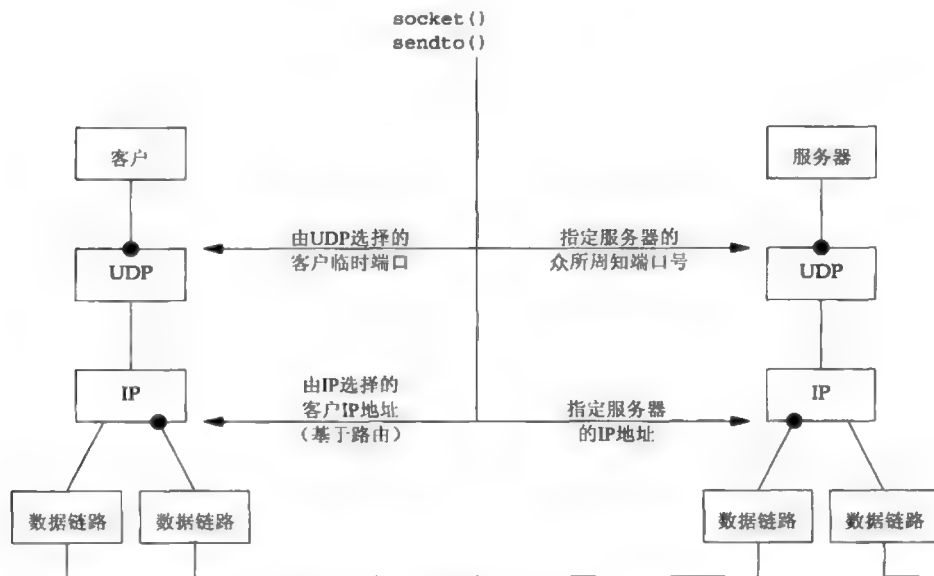 socket()
sendto()
客户
服务器
由UDP选择的
客户临时端口
指定服务器的
众所周知端口号
UDP
UDP
IP
IP
由IP选择的
客户IP地址
（基于路由）
指定服务器
的IP地址
数据链路
数据链路
数据链路
数据链路